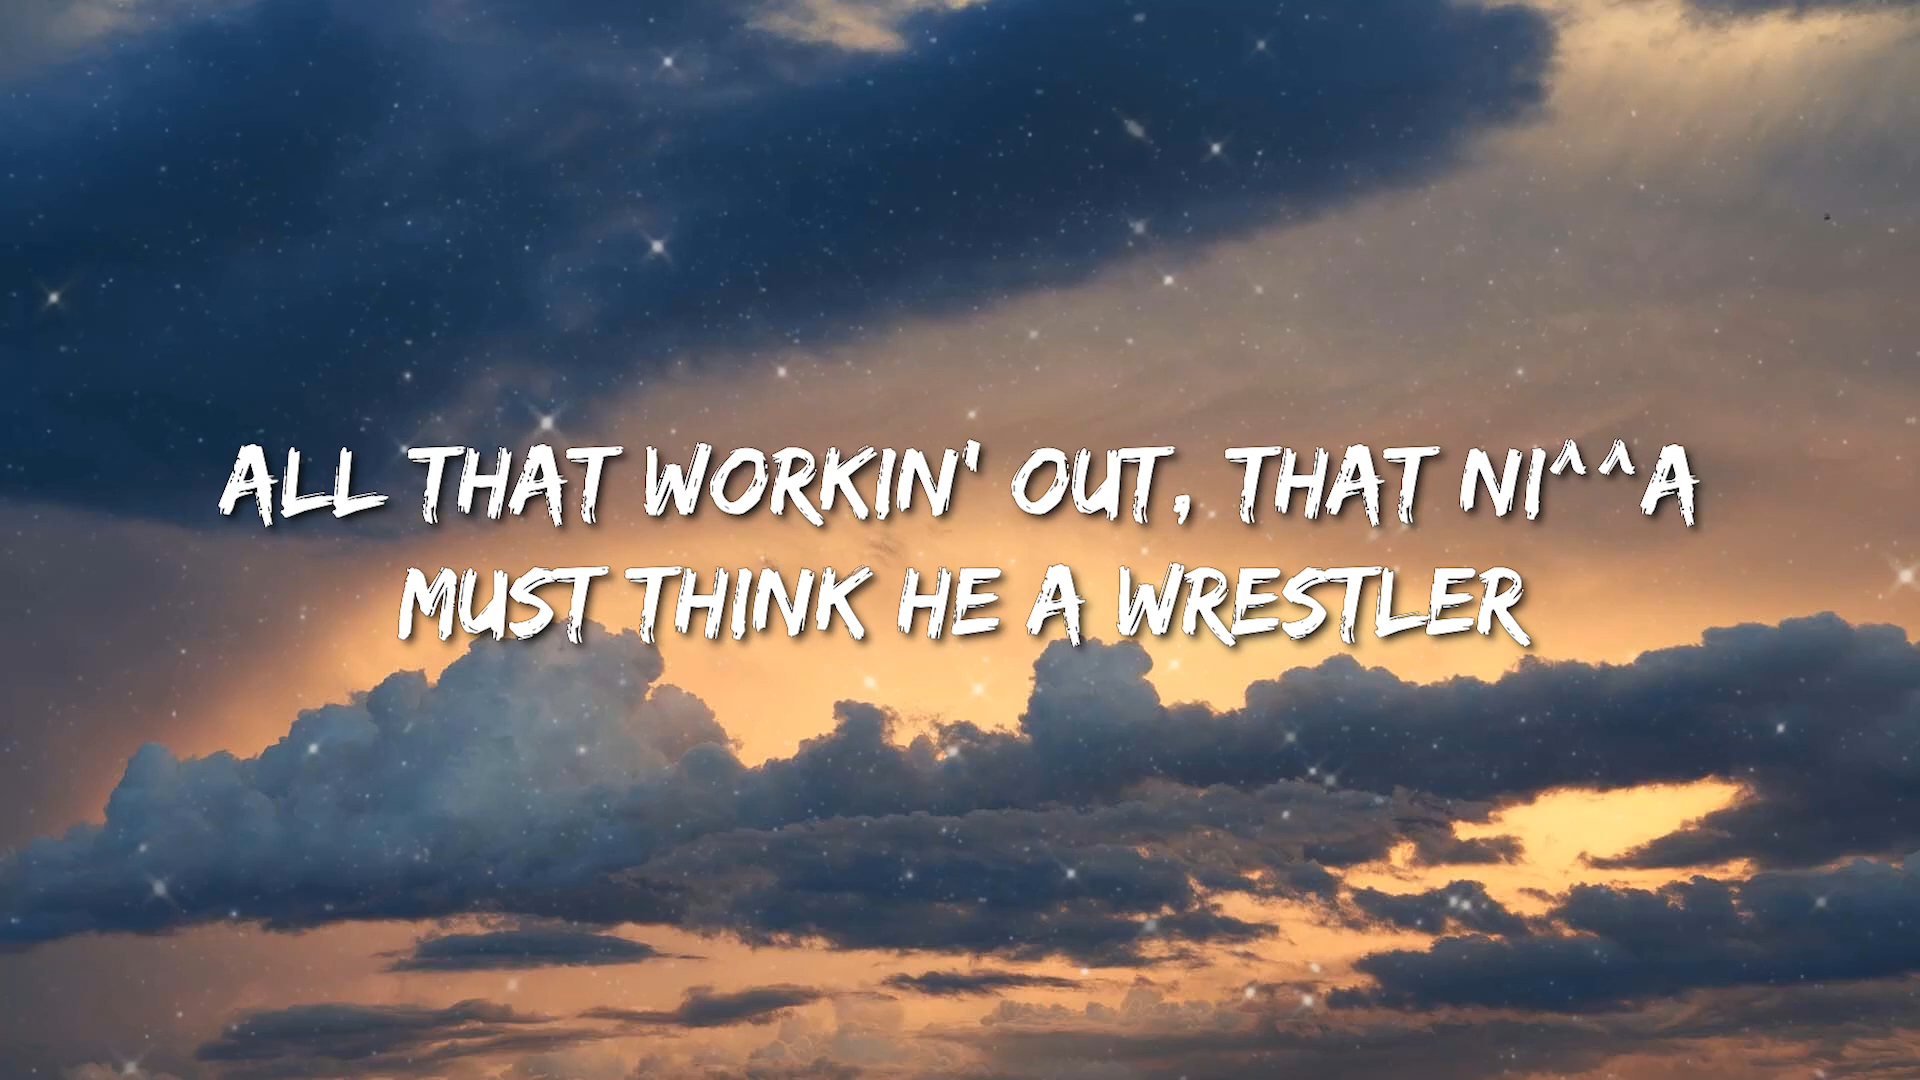 ALL THAT WORKIN' OUT, THAT NI^^A
MUST THINK HE A WRESTLER